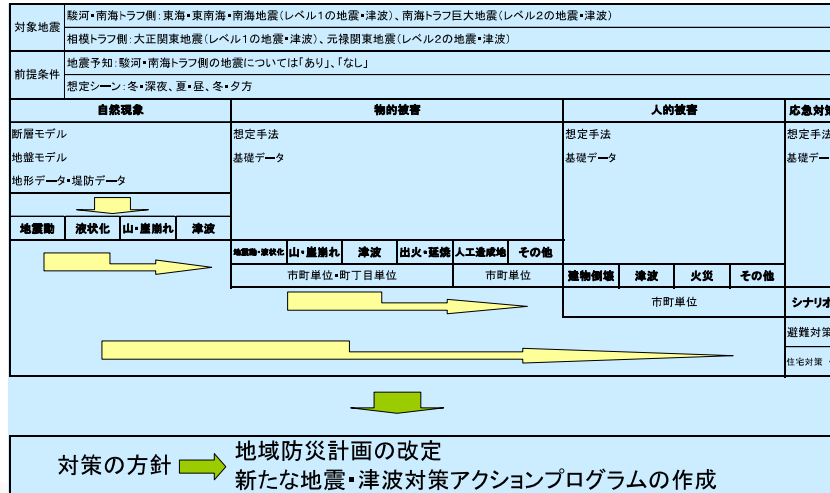 対象地震
駿河・南海トラフ側:東海・東南海・南海地震(レベル1の地震・津波)、南海トラフ巨大地震(レベル2の地震・津波)
相模トラフ側:大正関東地震(レベル1の地震・津波)、元禄関東地震(レベル2の地震・津波)
前提条件
地震予知:駿河・南海トラフ側の地震については「あり」、「なし」
想定シーン:冬・深夜、夏・昼、冬・夕方
自然現象
物的被害
人的被害
応急対策
断層モデル
想定手法
想定手法
想定手法
地盤モデル
基礎データ
基礎データ
基礎デー
地形データ・堤防データ
地震動
液状化
山・崖崩れ
津波
地震動・液状化
山・崖崩れ
津波
出火・延焼
人工造成地
その他
市町単位・町丁目単位
市町単位
建物倒壊
津波
火災
その他
市町単位
シナリオ
避難対策
住宅対策
対策の方針
地域防災計画の改定
新たな地震・津波対策アクションプログラムの作成